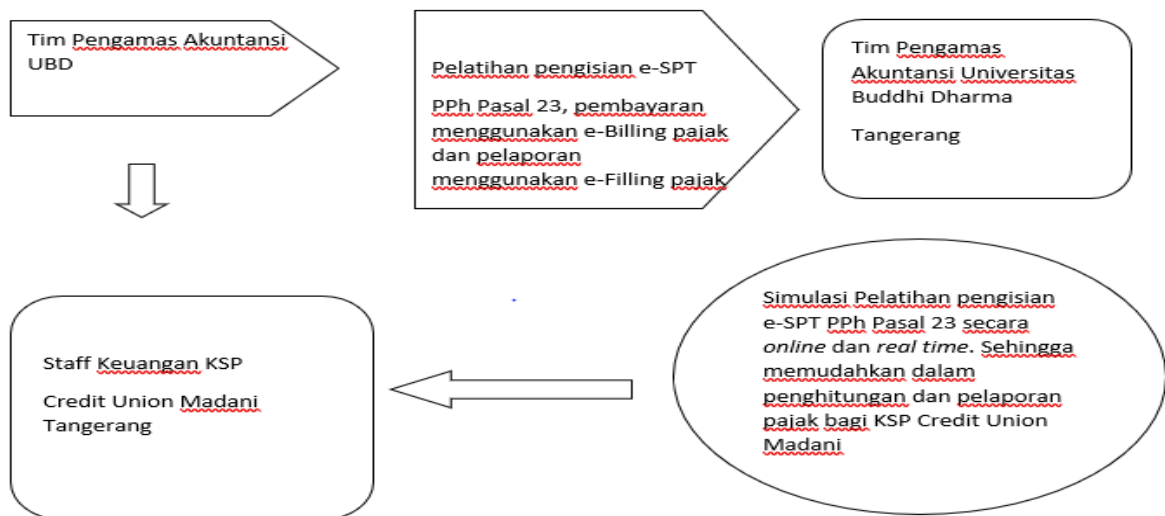 Tim Pengamas Akuntansi
UBD
Pelatihan pengisian e-SPT
PPh Pasal 23, pembayaran
menggunakan e-Billing pajak
dan pelaporan
menggunakan e-Filling pajak
Tim Pengamas
Akuntansi Universitas
Buddhi Dharma
Tangerang
Staff Keuangan KSP
Credit Union Madani
Tangerang
Simulasi Pelatihan pengisian
e-SPT PPh Pasal 23 secara
online dan real time. Sehingga
memudahkan dalam
penghitungan dan pelaporan
pajak bagi KSP Credit Union
Madani